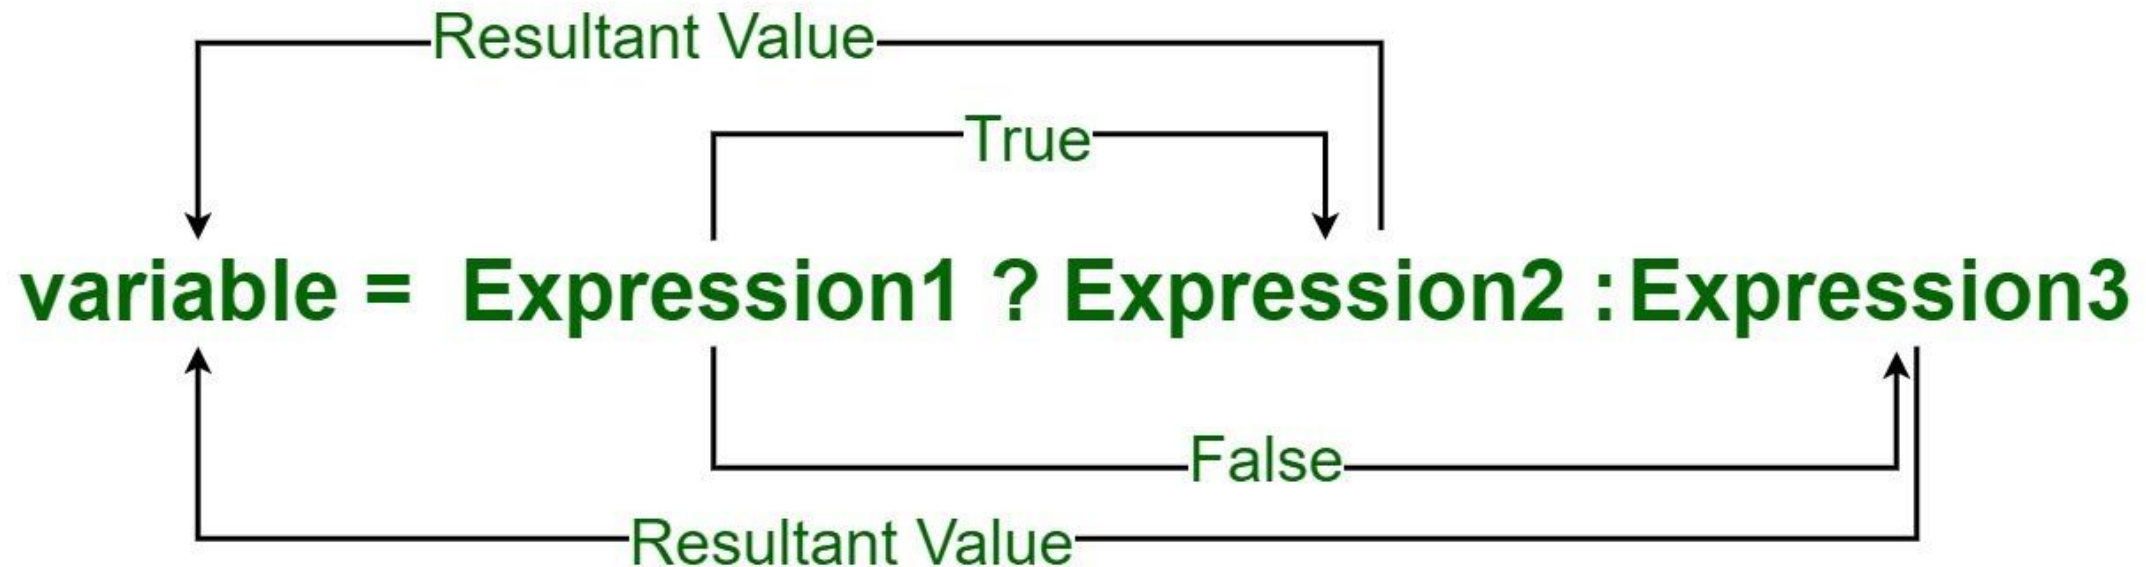 Resultant Value
True
variable = Expression1 ? Expression2 : Expression3
False
Resultant Value